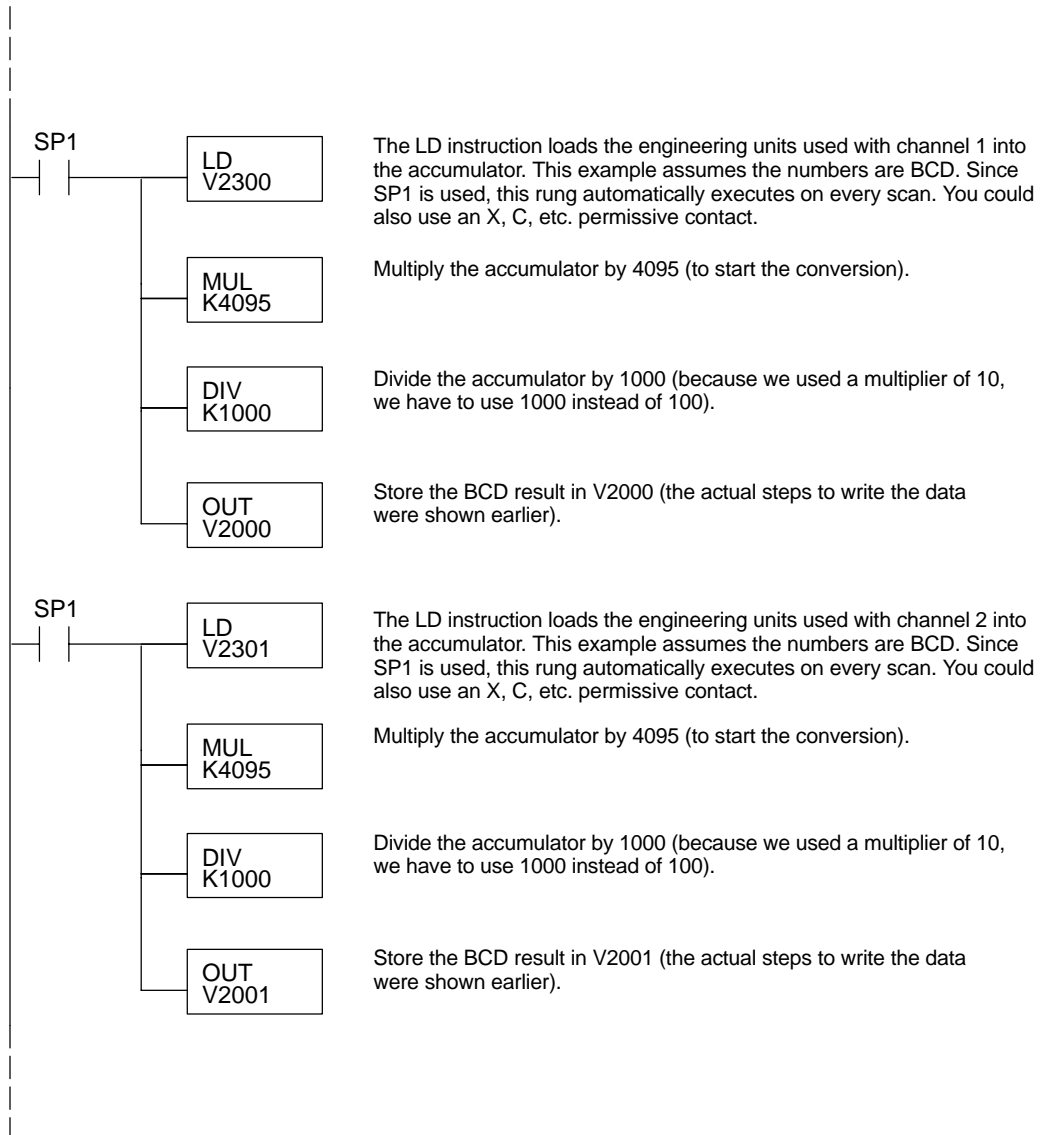 SP1
LD
V2300
The LD instruction loads the engineering units used with channel 1 into
the accumulator. This example assumes the numbers are BCD. Since
SP1 is used, this rung automatically executes on every scan. You could
also use an X, C, etc. permissive contact.
MUL
K4095
Multiply the accumulator by 4095 (to start the conversion).
DIV
K1000
Divide the accumulator by 1000 (because we used a multiplier of 10,
we have to use 1000 instead of 100).
OUT
V2000
Store the BCD result in V2000 (the actual steps to write the data
were shown earlier).
SP1
LD
V2301
The LD instruction loads the engineering units used with channel 2 into
the accumulator. This example assumes the numbers are BCD. Since
SP1 is used, this rung automatically executes on every scan. You could
also use an X, C, etc. permissive contact.
MUL
K4095
Multiply the accumulator by 4095 (to start the conversion).
DIV
K1000
Divide the accumulator by 1000 (because we used a multiplier of 10,
we have to use 1000 instead of 100).
OUT
V2001
Store the BCD result in V2001 (the actual steps to write the data
were shown earlier).